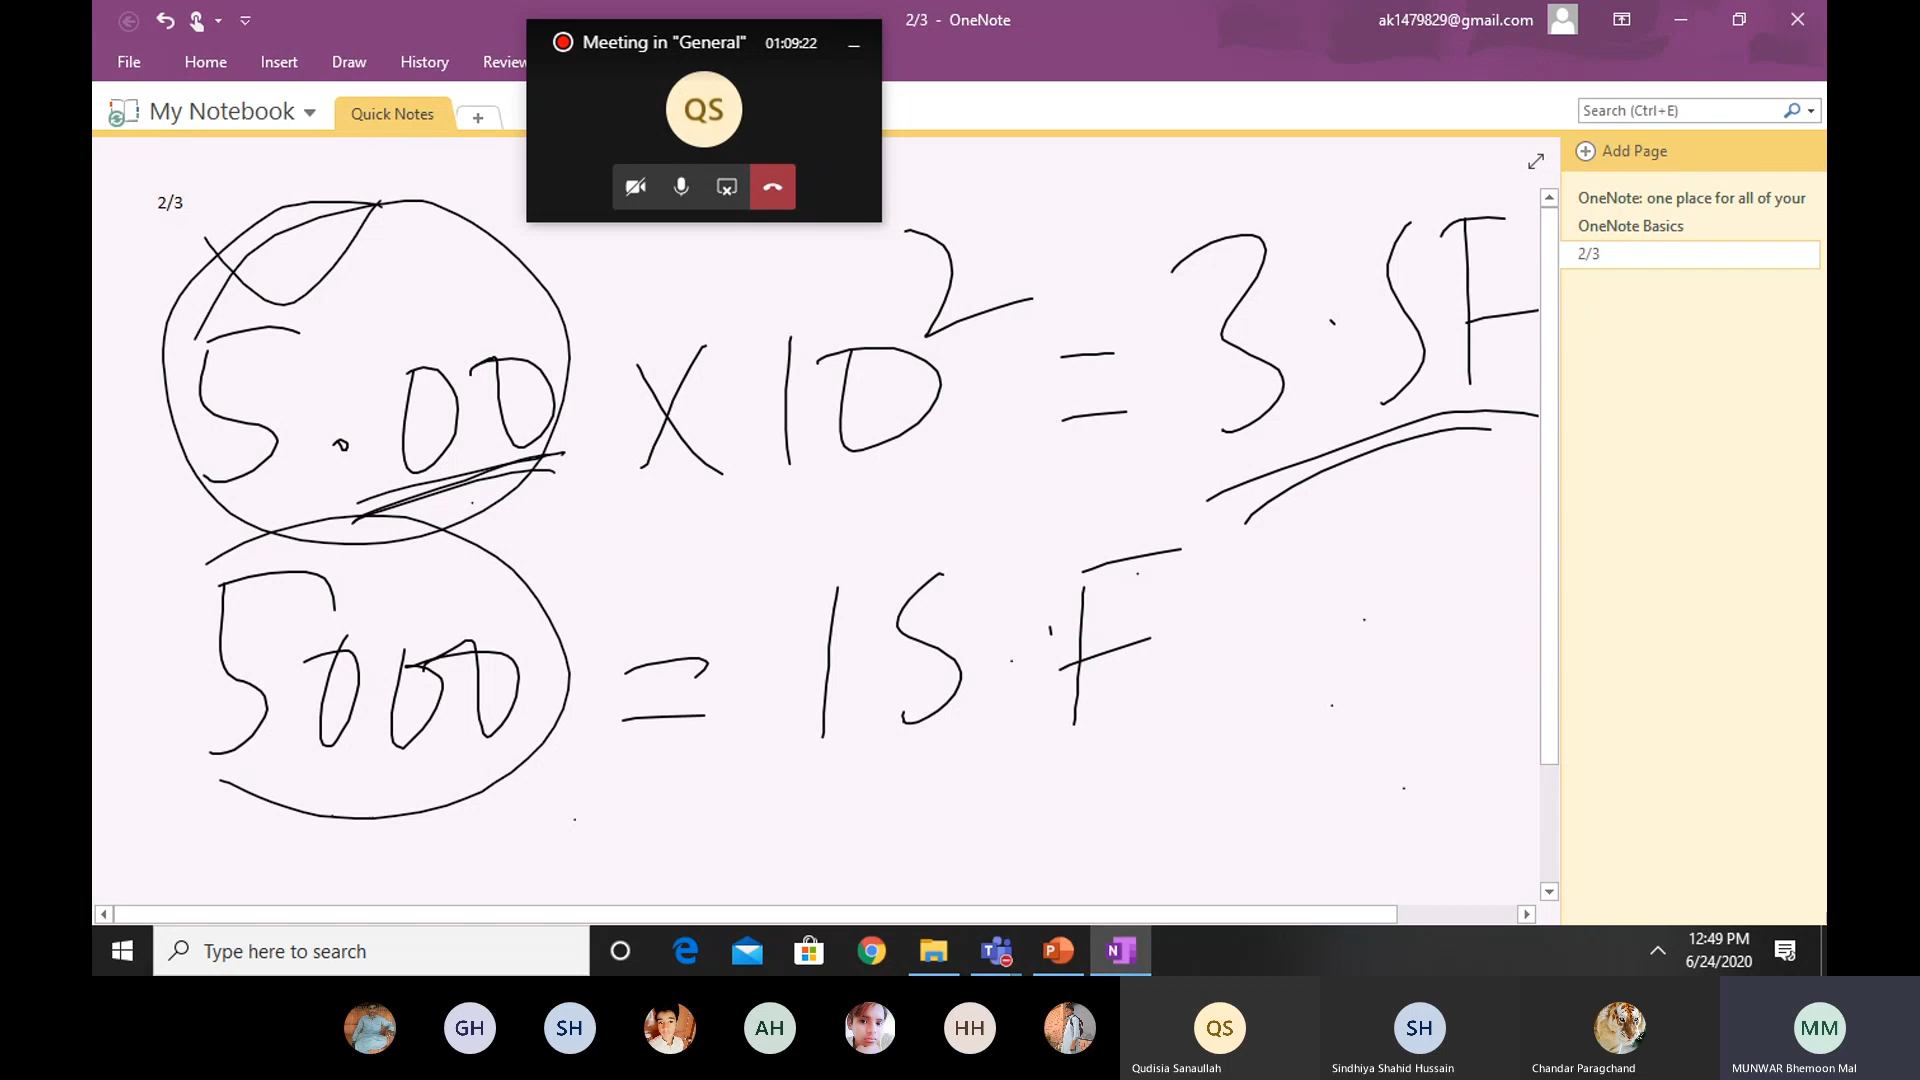 2/3 - OneNote
ak1479829@gmail.com
Meeting in "General" 01:09:22
QS
File Home Insert Draw History Review
My Notebook Quick Notes +
Search (Ctrl+E)
Add Page
OneNote: one place for all of your
OneNote Basics
2/3
2/3
5.00 × 10² = 3.SF
5000 = 1 S.F
Type here to search
N
12:49 PM
6/24/2020
GH SH AH HH QS SH MM
Qudisia Sanaullah Sindhiya Shahid Hussain Chandar Paragchand MUNWAR Bhemoon Mal